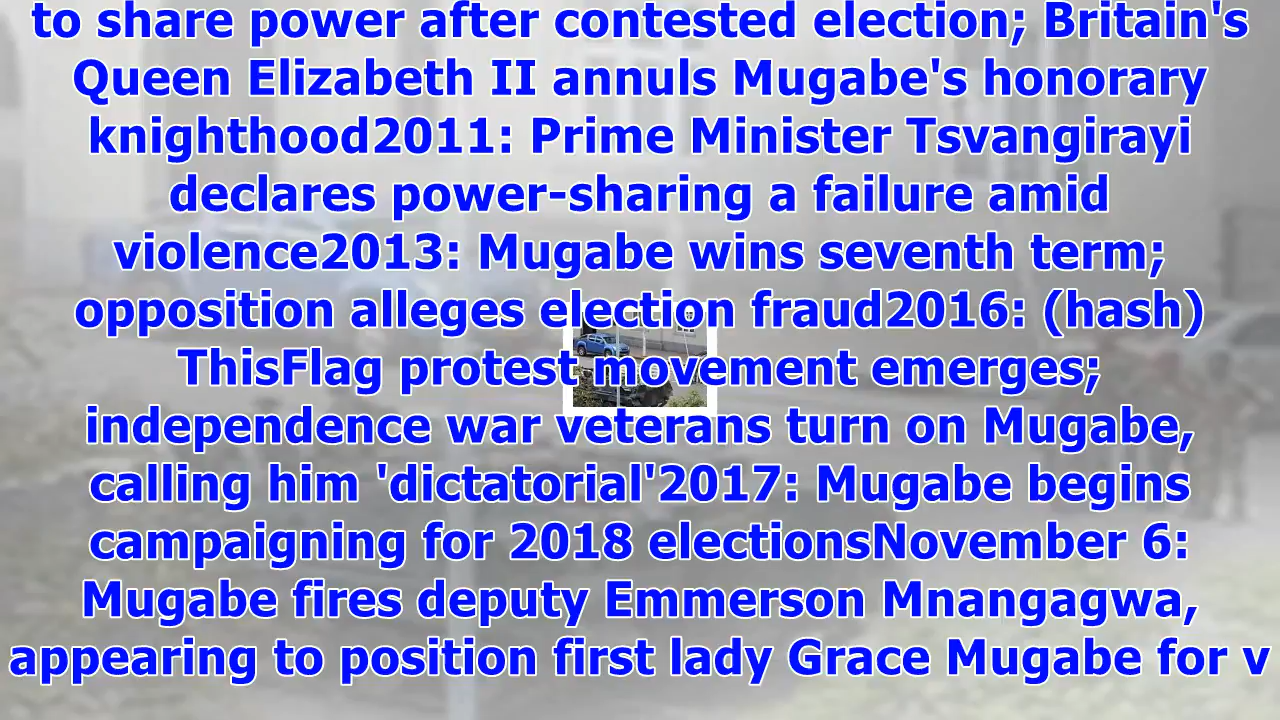 to share power after contested election; Britain's
Queen Elizabeth II annuls Mugabe's honorary
knighthood2011: Prime Minister Tsvangirayi
declares power-sharing a failure amid
violence2013: Mugabe wins seventh term;
opposition alleges election fraud2016: (hash)
ThisFlag protest movement emerges;
independence war veterans turn on Mugabe,
calling him 'dictatorial'2017: Mugabe begins
campaigning for 2018 electionsNovember 6:
Mugabe fires deputy Emmerson Mnangagwa,
appearing to position first lady Grace Mugabe for v